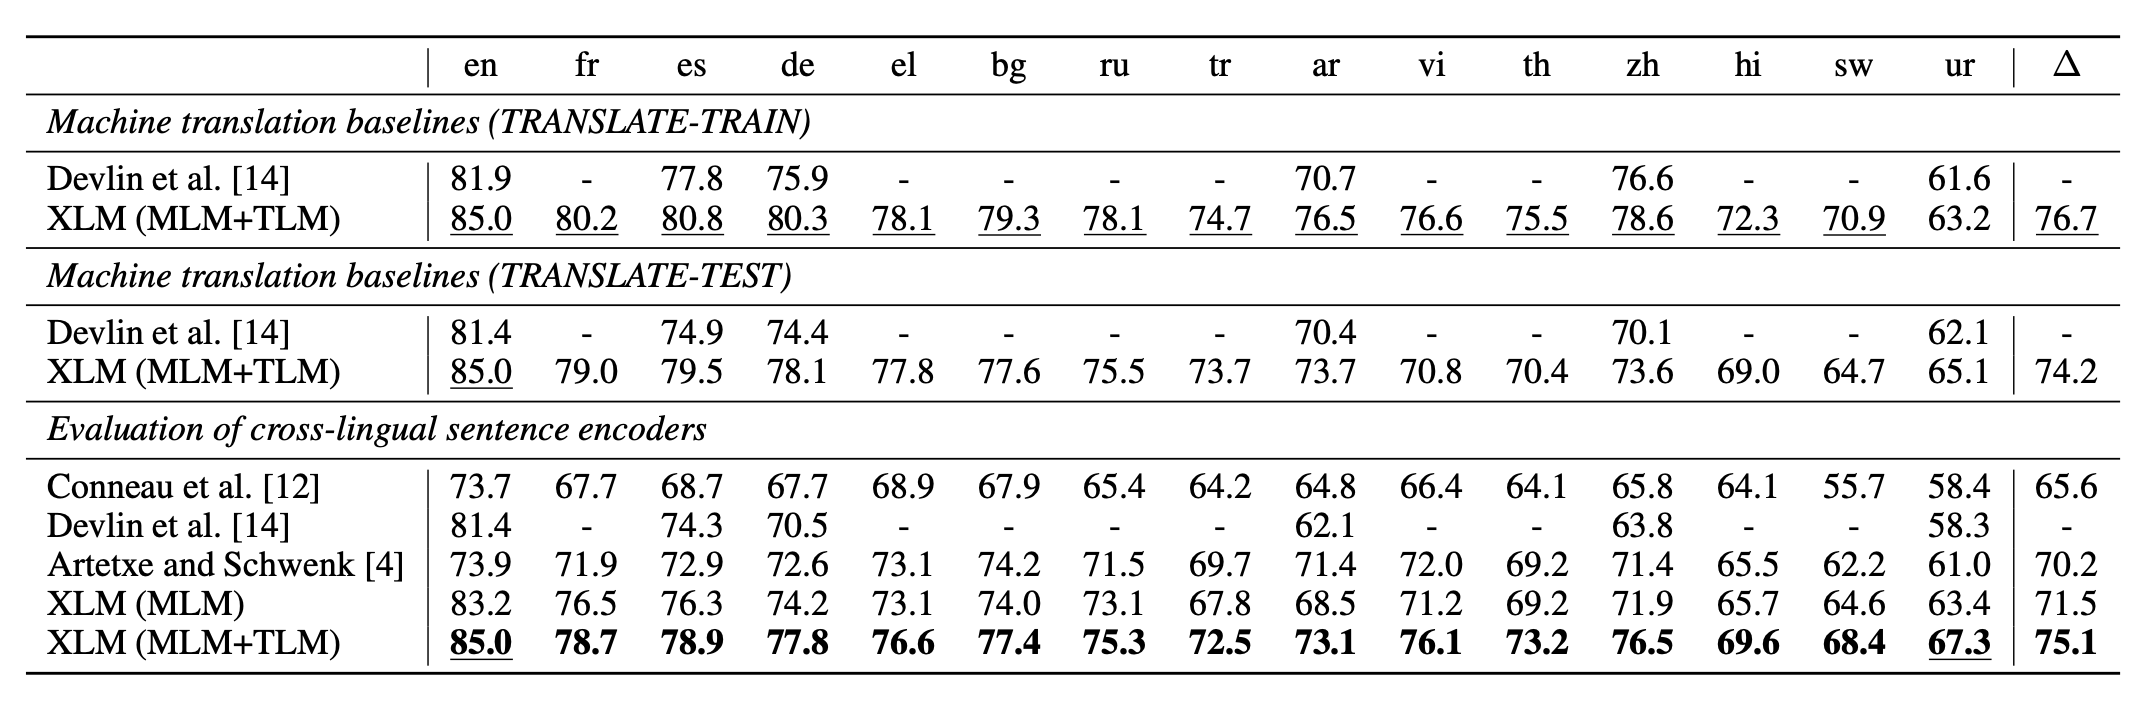 en fr es de el bg ru tr ar vi th zh hi sw ur Δ
Machine translation baselines (TRANSLATE-TRAIN)
Devlin et al. [14] 81.9 - 77.8 75.9 - - - - 70.7 - - 76.6 - - 61.6 -
XLM (MLM+TLM) 85.0 80.2 80.8 80.3 78.1 79.3 78.1 74.7 76.5 76.6 75.5 78.6 72.3 70.9 63.2 76.7
Machine translation baselines (TRANSLATE-TEST)
Devlin et al. [14] 81.4 - 74.9 74.4 - - - - 70.4 - - 70.1 - - 62.1 -
XLM (MLM+TLM) 85.0 79.0 79.5 78.1 77.8 77.6 75.5 73.7 73.7 70.8 70.4 73.6 69.0 64.7 65.1 74.2
Evaluation of cross-lingual sentence encoders
Conneau et al. [12] 73.7 67.7 68.7 67.7 68.9 67.9 65.4 64.2 64.8 66.4 64.1 65.8 64.1 55.7 58.4 65.6
Devlin et al. [14] 81.4 - 74.3 70.5 - - - - 62.1 - - 63.8 - - 58.3 -
Artetxe and Schwenk [4] 73.9 71.9 72.9 72.6 73.1 74.2 71.5 69.7 71.4 72.0 69.2 71.4 65.5 62.2 61.0 70.2
XLM (MLM) 83.2 76.5 76.3 74.2 73.1 74.0 73.1 67.8 68.5 71.2 69.2 71.9 65.7 64.6 63.4 71.5
XLM (MLM+TLM) 85.0 78.7 78.9 77.8 76.6 77.4 75.3 72.5 73.1 76.1 73.2 76.5 69.6 68.4 67.3 75.1